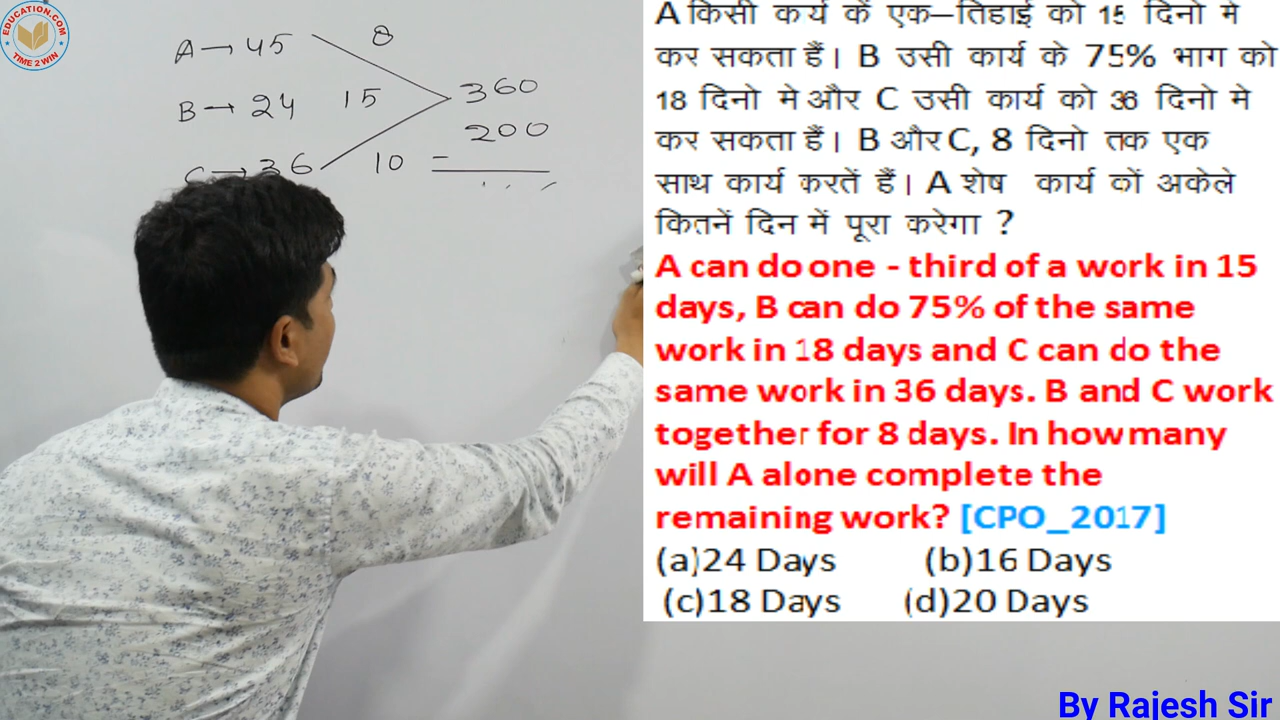 EDUCATION.COM
TIME 2 WIN
A → 45 8
B → 24 15 360
200
C → 36 10 -
A किसी कर्य कें एक–तिहाई को 15 दिनो मे
कर सकता हैं। B उसी कार्य के 75% भाग को
18 दिनो मे और C उसी कार्य को 36 दिनो मे
कर सकता हैं। B और C, 8 दिनो तक एक
साथ कार्य करतें हैं। A शेष कार्य कों अकेले
कितनें दिन में पूरा करेगा ?
A can do one - third of a work in 15
days, B can do 75% of the same
work in 18 days and C can do the
same work in 36 days. B and C work
together for 8 days. In how many
will A alone complete the
remaining work? [CPO_2017]
(a)24 Days (b)16 Days
(c)18 Days (d)20 Days
By Rajesh Sir